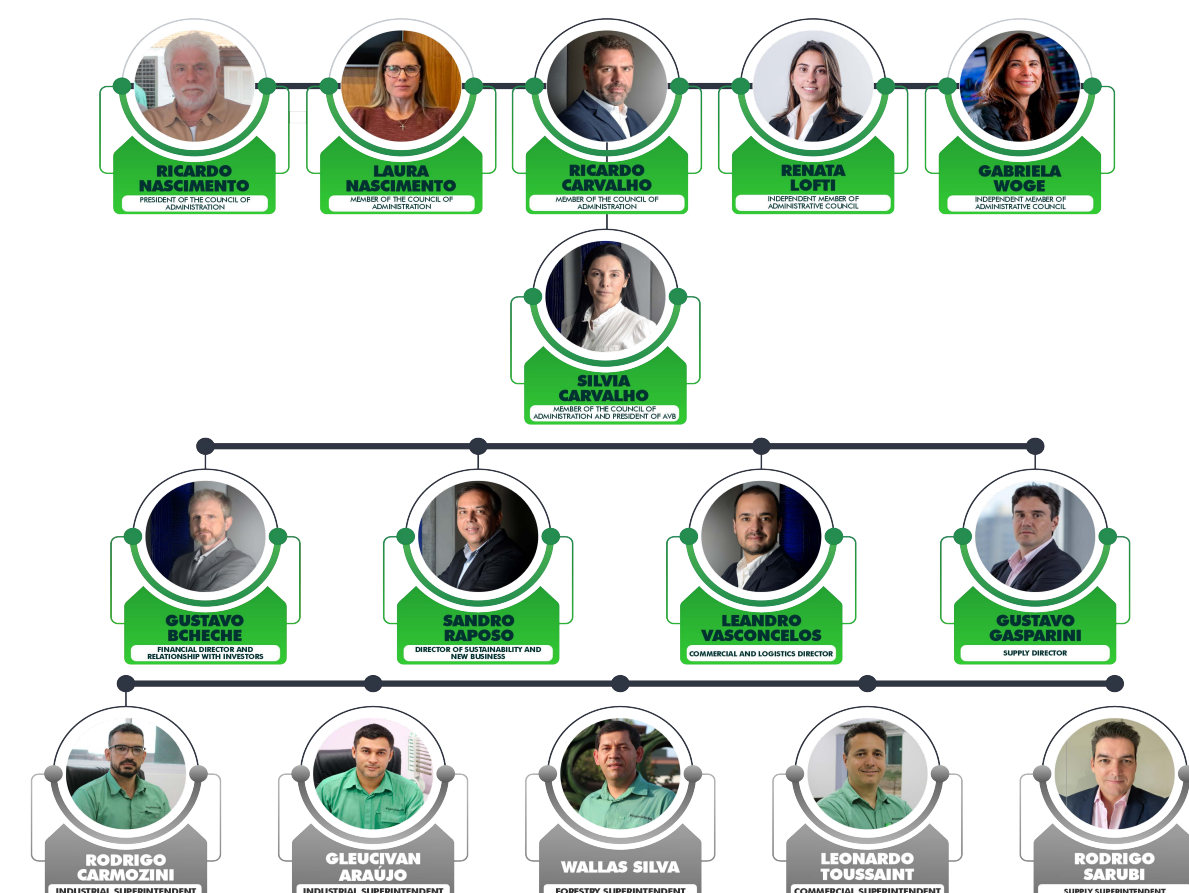 RICARDO
NASCIMENTO
PRESIDENT OF THE COUNCIL OF
ADMINISTRATION
LAURA
NASCIMENTO
MEMBER OF THE COUNCIL OF
ADMINISTRATION
RICARDO
CARVALHO
MEMBER OF THE COUNCIL OF
ADMINISTRATION
RENATA
LOFTI
INDEPENDENT MEMBER OF
ADMINISTRATIVE COUNCIL
GABRIELA
WOGE
INDEPENDENT MEMBER OF
ADMINISTRATIVE COUNCIL
SILVIA
CARVALHO
MEMBER OF THE COUNCIL OF
ADMINISTRATION AND PRESIDENT OF AVB
GUSTAVO
BCHECHE
FINANCIAL DIRECTOR AND
RELATIONSHIP WITH INVESTORS
SANDRO
RAPOSO
DIRECTOR OF SUSTAINABILITY AND
NEW BUSINESS
LEANDRO
VASCONCELOS
COMMERCIAL AND LOGISTICS DIRECTOR
GUSTAVO
GASPARINI
SUPPLY DIRECTOR
RODRIGO
CARMOZINI
INDUSTRIAL SUPERINTENDENT
GLEUCIVAN
ARAÚJO
INDUSTRIAL SUPERINTENDENT
WALLAS SILVA
FORESTRY SUPERINTENDENT
LEONARDO
TOUSSAINT
COMMERCIAL SUPERINTENDENT
RODRIGO
SARUBI
SUPPLY SUPERINTENDENT